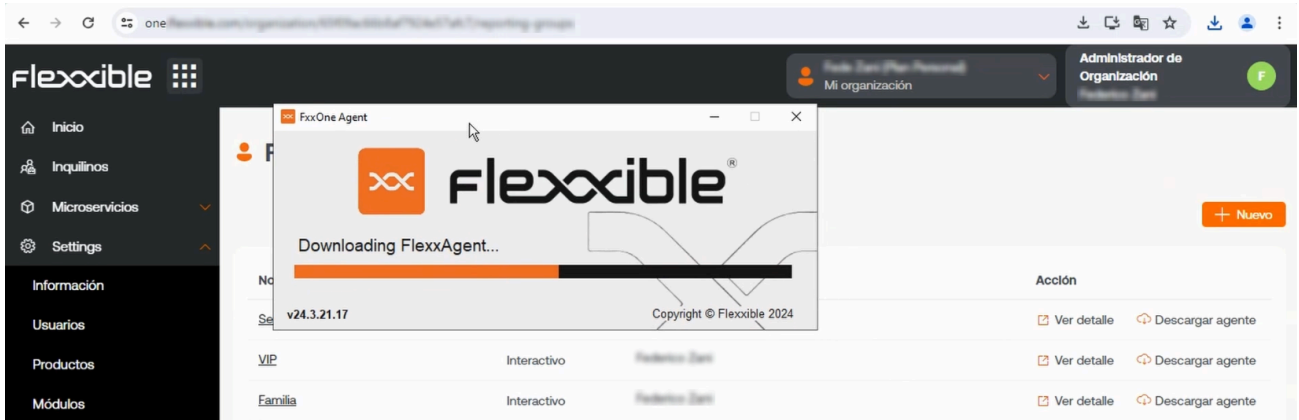 one
flexxible
Mi organización
Administrador de
Organización
F
Inicio
Inquilinos
Microservicios
Settings
Información
Usuarios
Productos
Módulos
FxxOne Agent
flexxible®
Downloading FlexxAgent...
v24.3.21.17
Copyright © Flexxible 2024
+ Nuevo
Acción
Ver detalle Descargar agente
VIP Interactivo Ver detalle Descargar agente
Familia Interactivo Ver detalle Descargar agente